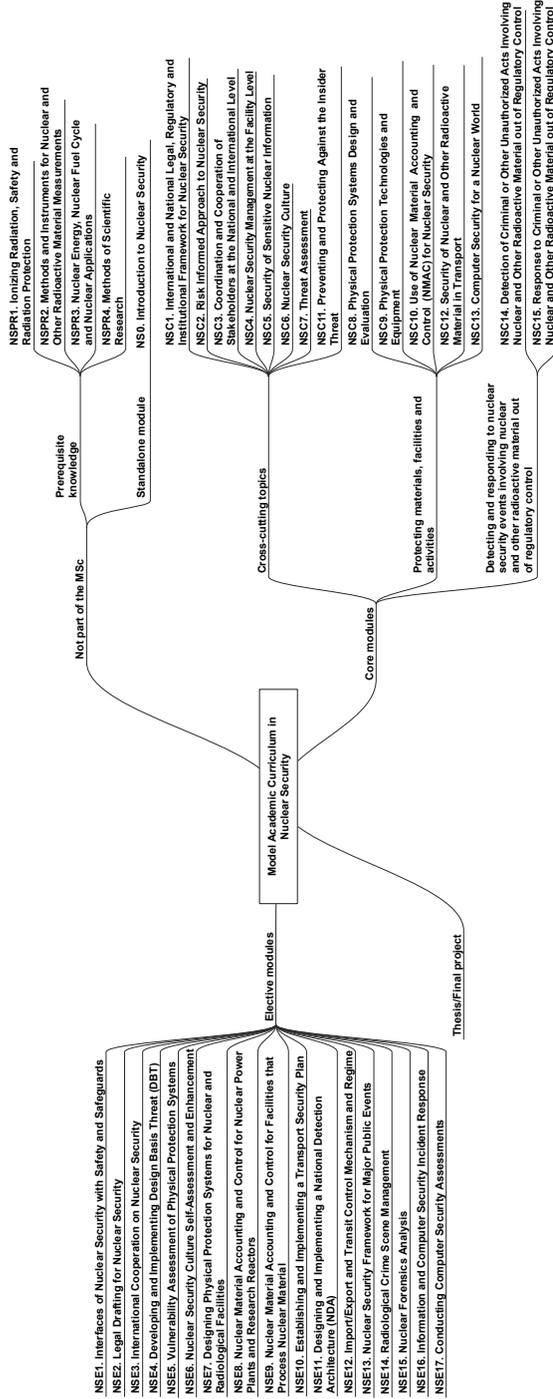 NSPR1. Ionizing Radiation, Safety and
Radiation Protection
NSPR2. Methods and Instruments for Nuclear and
Other Radioactive Material Measurements
NSPR3. Nuclear Energy, Nuclear Fuel Cycle
and Nuclear Applications
NSPR4. Methods of Scientific
Research
NS0. Introduction to Nuclear Security
Prerequisite
knowledge
Standalone module
Not part of the MSc
NSC1. International and National Legal, Regulatory and
Institutional Framework for Nuclear Security
NSC2. Risk Informed Approach to Nuclear Security
NSC3. Coordination and Cooperation of
Stakeholders at the National and International Level
NSC4. Nuclear Security Management at the Facility Level
NSC5. Security of Sensitive Nuclear Information
NSC6. Nuclear Security Culture
NSC7. Threat Assessment
NSC11. Preventing and Protecting Against the Insider
Threat
Cross-cutting topics
NSC8. Physical Protection Systems Design and
Evaluation
NSC9. Physical Protection Technologies and
Equipment
NSC10. Use of Nuclear Material Accounting and
Control (NMAC) for Nuclear Security
NSC12. Security of Nuclear and Other Radioactive
Material in Transport
NSC13. Computer Security for a Nuclear World
Protecting materials, facilities and
activities
NSC14. Detection of Criminal or Other Unauthorized Acts Involving
Nuclear and Other Radioactive Material out of Regulatory Control
NSC15. Response to Criminal or Other Unauthorized Acts Involving
Nuclear and Other Radioactive Material out of Regulatory Control
Detecting and responding to nuclear
security events involving nuclear
and other radioactive material out
of regulatory control
Core modules
Model Academic Curriculum in
Nuclear Security
Elective modules
Thesis/Final project
NSE1. Interfaces of Nuclear Security with Safety and Safeguards
NSE2. Legal Drafting for Nuclear Security
NSE3. International Cooperation on Nuclear Security
NSE4. Developing and Implementing Design Basis Threat (DBT)
NSE5. Vulnerability Assessment of Physical Protection Systems
NSE6. Nuclear Security Culture Self-Assessment and Enhancement
NSE7. Designing Physical Protection Systems for Nuclear and
Radiological Facilities
NSE8. Nuclear Material Accounting and Control for Nuclear Power
Plants and Research Reactors
NSE9. Nuclear Material Accounting and Control for Facilities that
Process Nuclear Material
NSE10. Establishing and Implementing a Transport Security Plan
NSE11. Designing and Implementing a National Detection
Architecture (NDA)
NSE12. Import/Export and Transit Control Mechanism and Regime
NSE13. Nuclear Security Framework for Major Public Events
NSE14. Radiological Crime Scene Management
NSE15. Nuclear Forensics Analysis
NSE16. Information and Computer Security Incident Response
NSE17. Conducting Computer Security Assessments